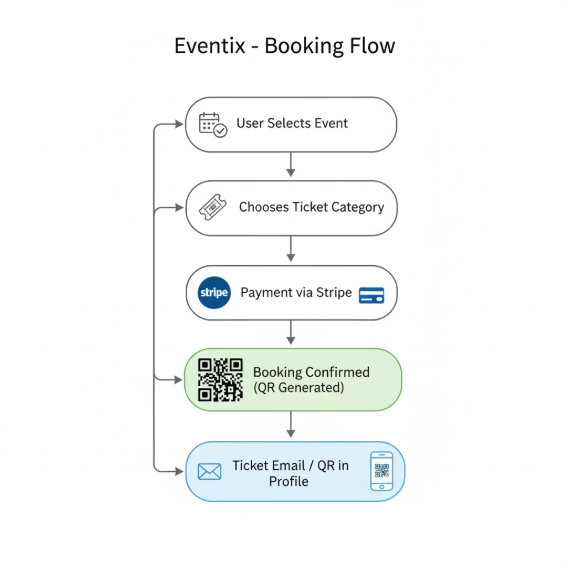 Eventix - Booking Flow
User Selects Event
Chooses Ticket Category
stripe
Payment via Stripe
Booking Confirmed
(QR Generated)
Ticket Email / QR in
Profile